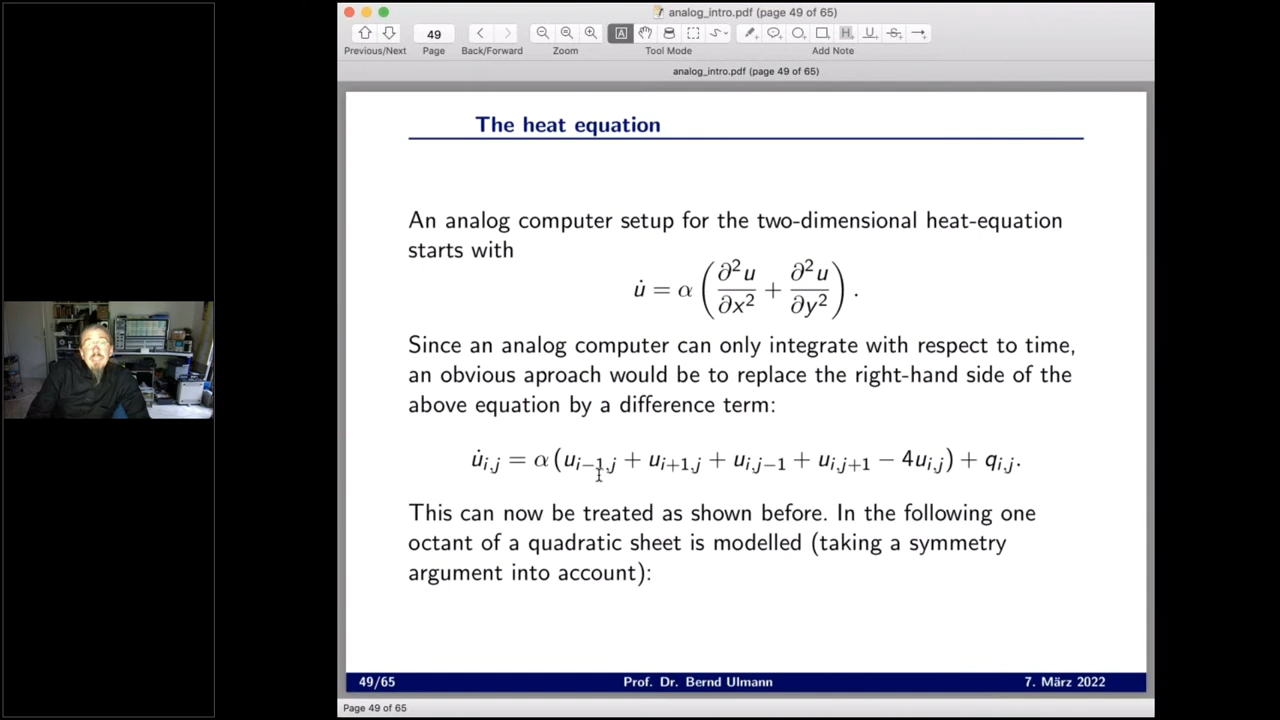 analog_intro.pdf (page 49 of 65)
49
Previous/Next Page Back/Forward Zoom Tool Mode Add Note
analog_intro.pdf (page 49 of 65)
The heat equation
An analog computer setup for the two-dimensional heat-equation
starts with
u̇ = α (∂²u/∂x² + ∂²u/∂y²) .
Since an analog computer can only integrate with respect to time,
an obvious aproach would be to replace the right-hand side of the
above equation by a difference term:
u̇i,j = α (ui−1,j + ui+1,j + ui,j−1 + ui,j+1 − 4ui,j) + qi,j.
This can now be treated as shown before. In the following one
octant of a quadratic sheet is modelled (taking a symmetry
argument into account):
49/65 Prof. Dr. Bernd Ulmann 7. März 2022
Page 49 of 65